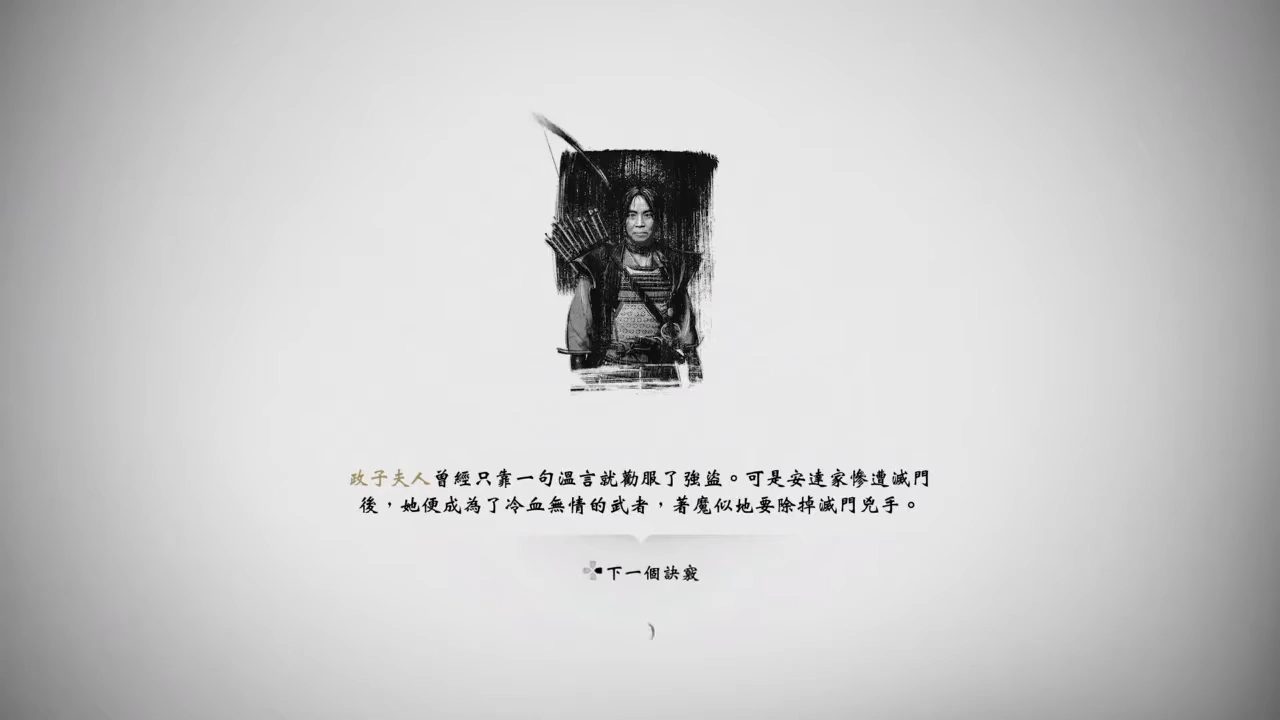 政子夫人曾經只靠一句溫言就勸服了強盜。可是安達家慘遭滅門
後，她便成為了冷血無情的武者，著魔似地要除掉滅門兇手。
下一個訣竅